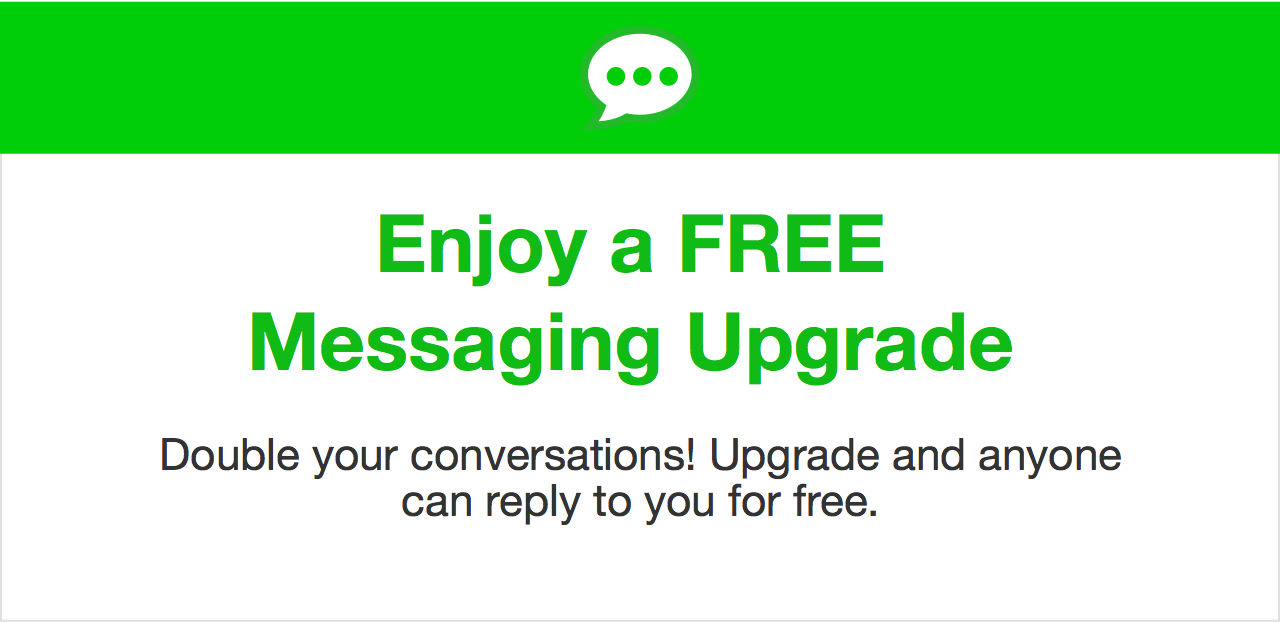 Enjoy a FREE
Messaging Upgrade
Double your conversations! Upgrade and anyone
can reply to you for free.